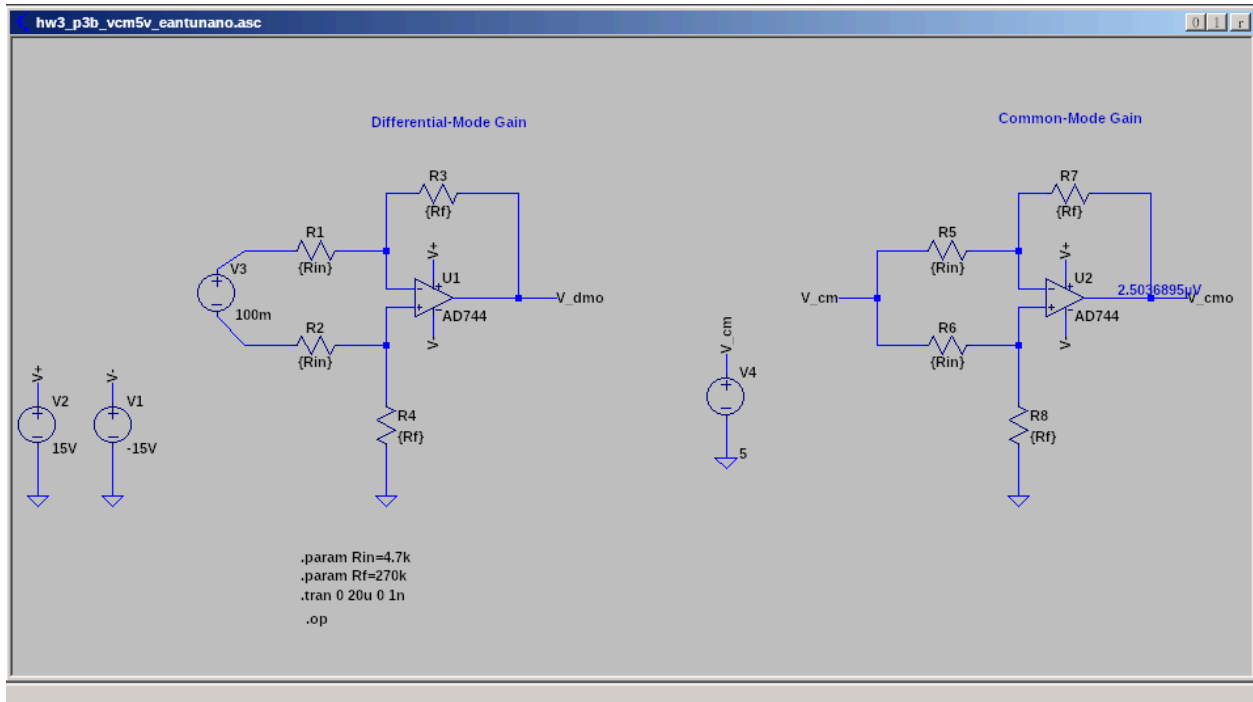 hw3_p3b_vcm5v_eantunano.asc
Differential-Mode Gain
Common-Mode Gain
R3
{Rf}
R7
{Rf}
R1
{Rin}
V+
U1
R5
{Rin}
V+
U2
V3
100m
V_dmo
V_cm
2.5036895µV
V_cmo
AD744
AD744
R2
{Rin}
V-
R6
{Rin}
V-
V_cm
V4
5
V+
V2
15V
V-
V1
-15V
R4
{Rf}
R8
{Rf}
.param Rin=4.7k
.param Rf=270k
.tran 0 20u 0 1n
.op